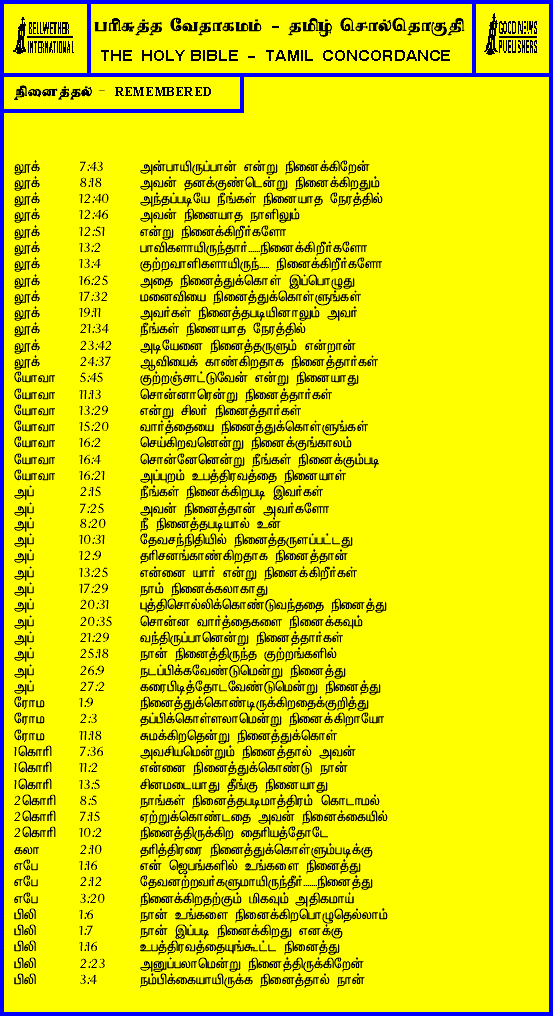 BELLWETHER
INTERNATIONAL
பரிசுத்த வேதாகமம் - தமிழ் சொல்தொகுதி
THE HOLY BIBLE - TAMIL CONCORDANCE
GOOD NEWS
PUBLISHERS
நினைத்தல் - REMEMBERED
லூக் 7:43 அன்பாயிருப்பான் என்று நினைக்கிறேன்
லூக் 8:18 அவன் தனக்குண்டென்று நினைக்கிறதும்
லூக் 12:40 அந்தப்படியே நீங்கள் நினையாத நேரத்தில்
லூக் 12:46 அவன் நினையாத நாளிலும்
லூக் 12:51 என்று நினைக்கிறீர்களோ
லூக் 13:2 பாவிகளாயிருந்தார்.....நினைக்கிறீர்களோ
லூக் 13:4 குற்றவாளிகளாயிருந்..... நினைக்கிறீர்களோ
லூக் 16:25 அதை நினைத்துக்கொள் இப்பொழுது
லூக் 17:32 மனைவியை நினைத்துக்கொள்ளுங்கள்
லூக் 19:11 அவர்கள் நினைத்தபடியினாலும் அவர்
லூக் 21:34 நீங்கள் நினையாத நேரத்தில்
லூக் 23:42 அடியேனை நினைத்தருளும் என்றான்
லூக் 24:37 ஆவியைக் காண்கிறதாக நினைத்தார்கள்
யோவா 5:45 குற்றஞ்சாட்டுவேன் என்று நினையாது
யோவா 11:13 சொன்னாரென்று நினைத்தார்கள்
யோவா 13:29 என்று சிலர் நினைத்தார்கள்
யோவா 15:20 வார்த்தையை நினைத்துக்கொள்ளுங்கள்
யோவா 16:2 செய்கிறவனென்று நினைக்குங்காலம்
யோவா 16:4 சொன்னேனென்று நீங்கள் நினைக்கும்படி
யோவா 16:21 அப்புறம் உபத்திரவத்தை நினையாள்
அப் 2:15 நீங்கள் நினைக்கிறபடி இவர்கள்
அப் 7:25 அவன் நினைத்தான் அவர்களோ
அப் 8:20 நீ நினைத்தபடியால் உன்
அப் 10:31 தேவசந்நிதியில் நினைத்தருளப்பட்டது
அப் 12:9 தரிசனங்காண்கிறதாக நினைத்தான்
அப் 13:25 என்னை யார் என்று நினைக்கிறீர்கள்
அப் 17:29 நாம் நினைக்கலாகாது
அப் 20:31 புத்திசொல்லிக்கொண்டுவந்ததை நினைத்து
அப் 20:35 சொன்ன வார்த்தைகளை நினைக்கவும்
அப் 21:29 வந்திருப்பானென்று நினைத்தார்கள்
அப் 25:18 நான் நினைத்திருந்த குற்றங்களில்
அப் 26:9 நடப்பிக்கவேண்டுமென்று நினைத்து
அப் 27:2 கரைபிடித்தோடவேண்டுமென்று நினைத்து
ரோம 1:9 நினைத்துக்கொண்டிருக்கிறதைக்குறித்து
ரோம 2:3 தப்பிக்கொள்ளலாமென்று நினைக்கிறாயோ
ரோம 11:18 சுமக்கிறதென்று நினைத்துக்கொள்
1கொரி 7:36 அவசியமென்றும் நினைத்தால் அவன்
1கொரி 11:2 என்னை நினைத்துக்கொண்டு நான்
1கொரி 13:5 சினமடையாது தீங்கு நினையாது
2கொரி 8:5 நாங்கள் நினைத்தபடிமாத்திரம் கொடாமல்
2கொரி 7:15 ஏற்றுக்கொண்டதை அவன் நினைக்கையில்
2கொரி 10:2 நினைத்திருக்கிற தைரியத்தோடே
கலா 2:10 தரித்திரரை நினைத்துக்கொள்ளும்படிக்கு
எபே 1:16 என் ஜெபங்களில் உங்களை நினைத்து
எபே 2:12 தேவனற்றவர்களுமாயிருந்தீர்......நினைத்து
எபே 3:20 நினைக்கிறதற்கும் மிகவும் அதிகமாய்
பிலி 1:6 நான் உங்களை நினைக்கிறபொழுதெல்லாம்
பிலி 1:7 நான் இப்படி நினைக்கிறது எனக்கு
பிலி 1:16 உபத்திரவத்தையுங்கூட்ட நினைத்து
பிலி 2:23 அனுப்பலாமென்று நினைத்திருக்கிறேன்
பிலி 3:4 நம்பிக்கையாயிருக்க நினைத்தால் நான்